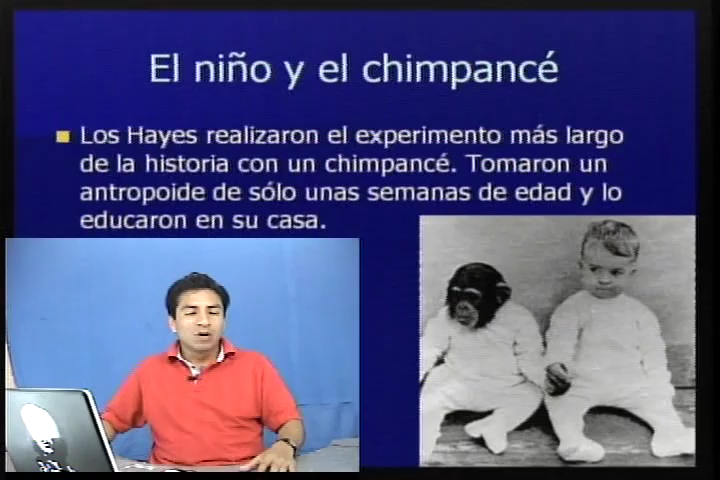 El niño y el chimpancé
Los Hayes realizaron el experimento más largo
de la historia con un chimpancé. Tomaron un
antropoide de sólo unas semanas de edad y lo
educaron en su casa.